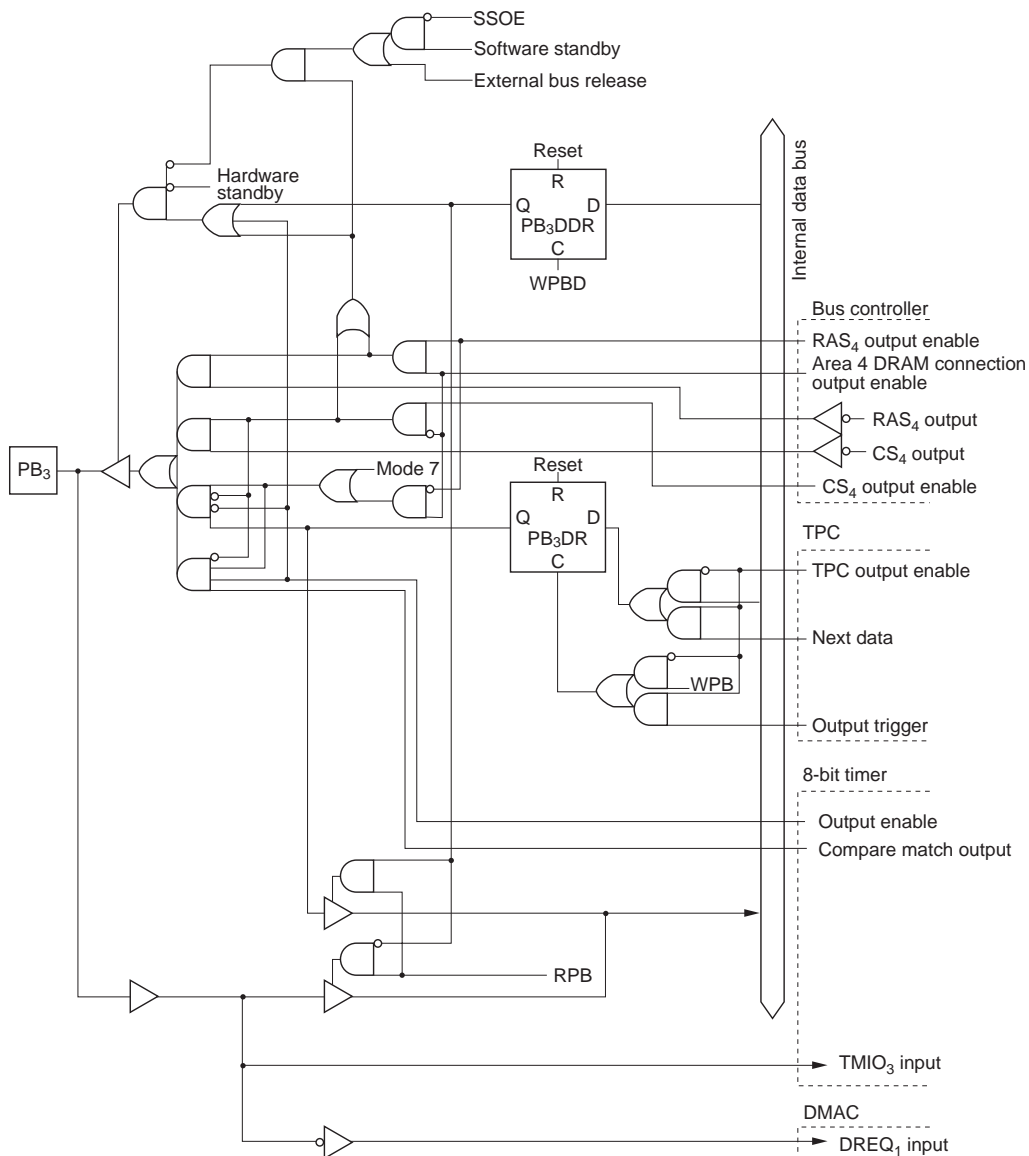 SSOE
Software standby
External bus release
Hardware
standby
Reset
R
Q
D
PB3DDR
C
WPBD
Internal data bus
Bus controller
RAS4 output enable
Area 4 DRAM connection
output enable
RAS4 output
CS4 output
CS4 output enable
PB3
Mode 7
Reset
R
Q
D
PB3DR
C
TPC
TPC output enable
Next data
WPB
Output trigger
8-bit timer
Output enable
Compare match output
RPB
TMIO3 input
DMAC
DREQ1 input